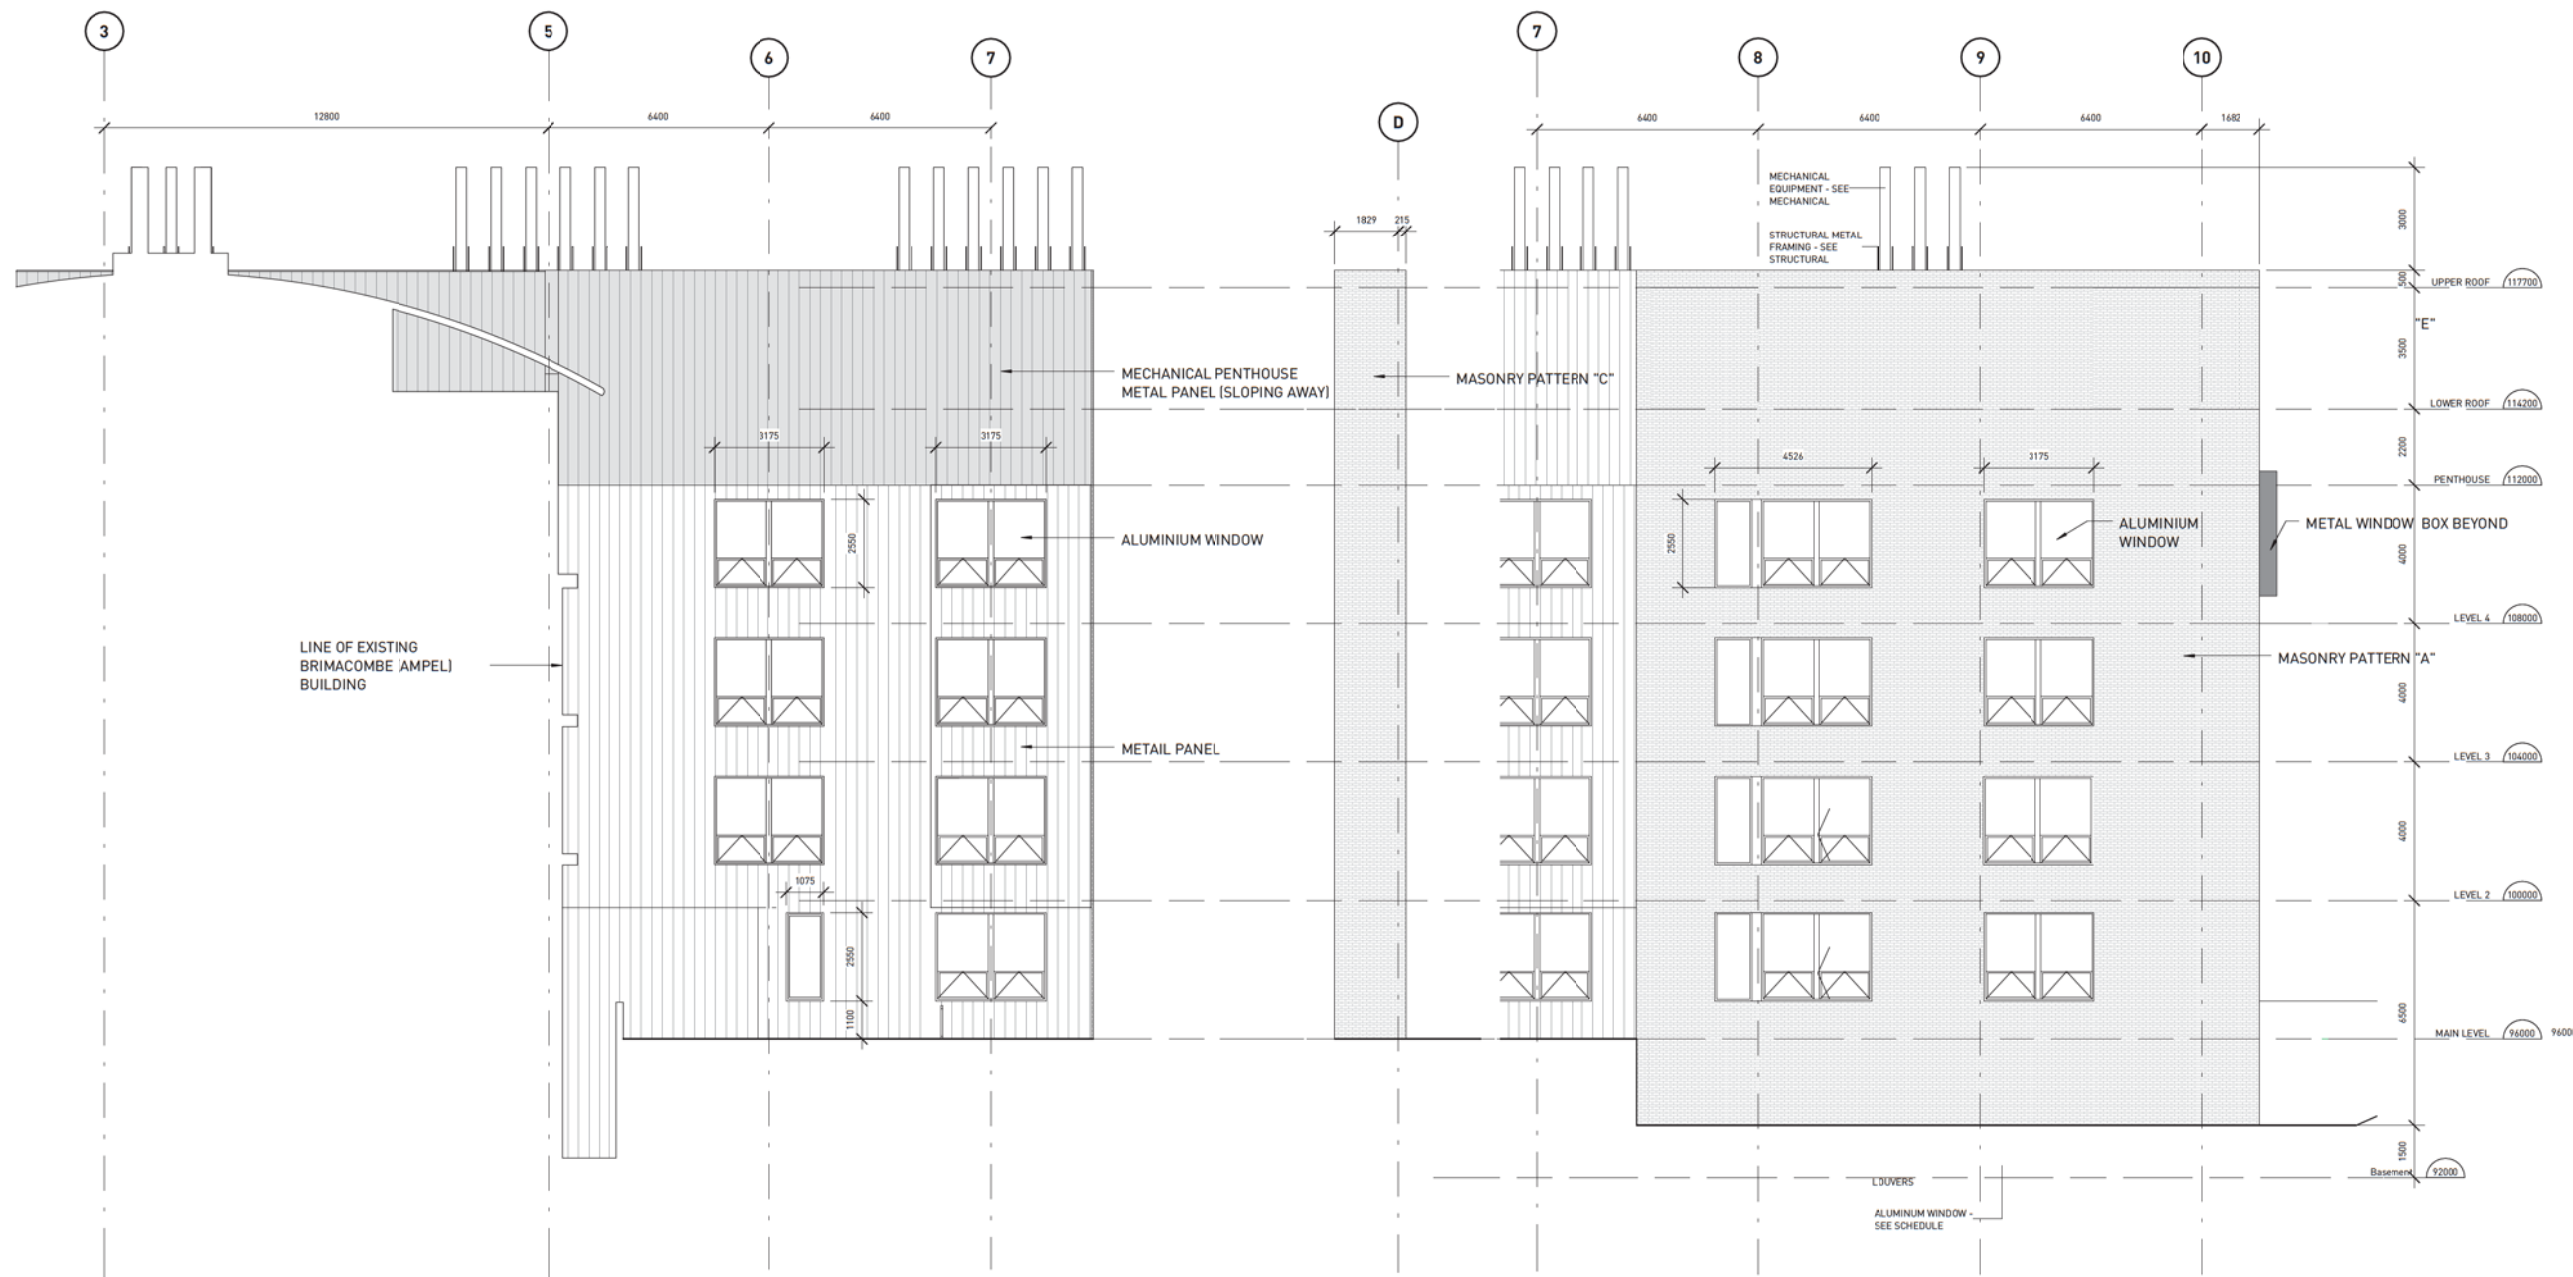 3
5
6
7
7
8
9
10
D
12800
6400
6400
6400
6400
6400
1682
MECHANICAL
EQUIPMENT - SEE
MECHANICAL
3000
1829
215
STRUCTURAL METAL
FRAMING - SEE
STRUCTURAL
500
UPPER ROOF
117700
"E"
3500
MECHANICAL PENTHOUSE
METAL PANEL (SLOPING AWAY)
MASONRY PATTERN "C"
LOWER ROOF
114200
3175
3175
2200
4526
3175
PENTHOUSE
112000
ALUMINIUM WINDOW
2550
2550
ALUMINIUM
WINDOW
METAL WINDOW BOX BEYOND
4000
LEVEL 4
108000
LINE OF EXISTING
BRIMACOMBE (AMPEL)
BUILDING
MASONRY PATTERN "A"
4000
METAIL PANEL
LEVEL 3
104000
4000
1075
LEVEL 2
100000
2550
1100
6500
MAIN LEVEL
96000
9600
1500
Basement
92000
LOUVERS
ALUMINUM WINDOW -
SEE SCHEDULE